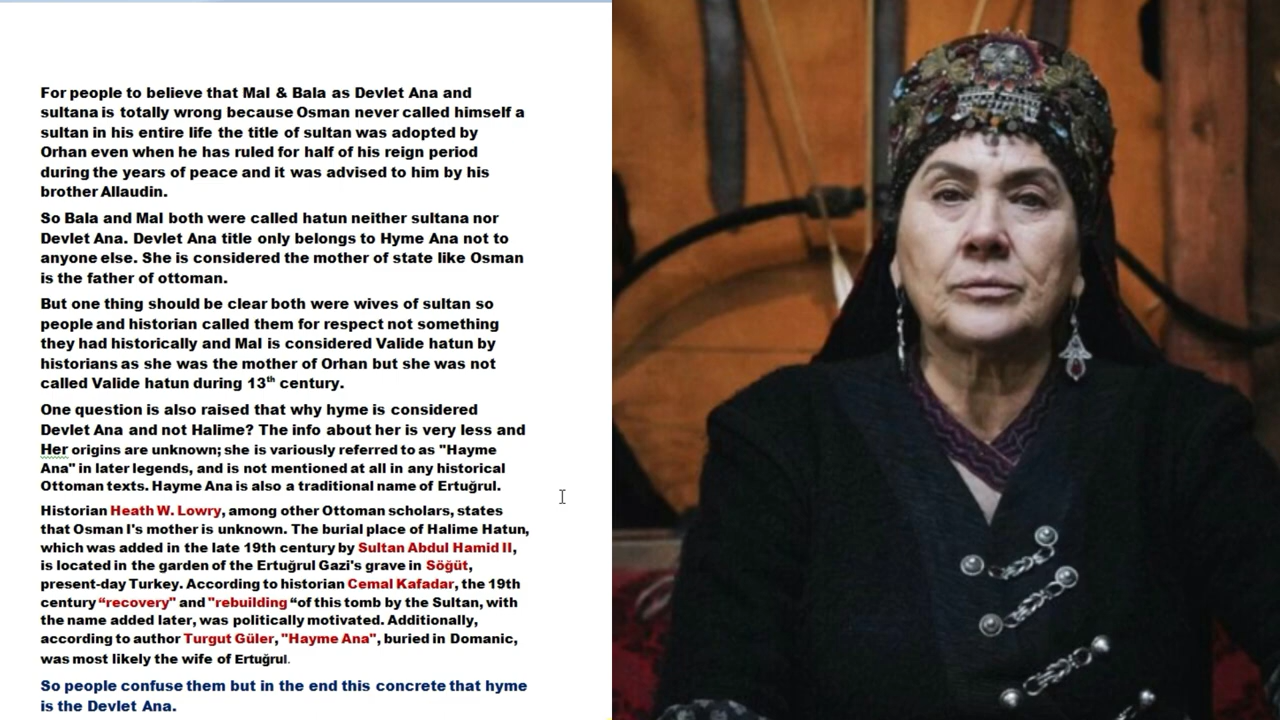 For people to believe that Mal & Bala as Devlet Ana and
sultana is totally wrong because Osman never called himself a
sultan in his entire life the title of sultan was adopted by
Orhan even when he has ruled for half of his reign period
during the years of peace and it was advised to him by his
brother Allaudin.
So Bala and Mal both were called hatun neither sultana nor
Devlet Ana. Devlet Ana title only belongs to Hyme Ana not to
anyone else. She is considered the mother of state like Osman
is the father of ottoman.
But one thing should be clear both were wives of sultan so
people and historian called them for respect not something
they had historically and Mal is considered Valide hatun by
historians as she was the mother of Orhan but she was not
called Valide hatun during 13th century.
One question is also raised that why hyme is considered
Devlet Ana and not Halime? The info about her is very less and
Her origins are unknown; she is variously referred to as "Hayme
Ana" in later legends, and is not mentioned at all in any historical
Ottoman texts. Hayme Ana is also a traditional name of Ertuğrul.
Historian Heath W. Lowry, among other Ottoman scholars, states
that Osman I's mother is unknown. The burial place of Halime Hatun,
which was added in the late 19th century by Sultan Abdul Hamid II,
is located in the garden of the Ertuğrul Gazi's grave in Söğüt,
present-day Turkey. According to historian Cemal Kafadar, the 19th
century “recovery" and "rebuilding “of this tomb by the Sultan, with
the name added later, was politically motivated. Additionally,
according to author Turgut Güler, "Hayme Ana", buried in Domanic,
was most likely the wife of Ertuğrul.
So people confuse them but in the end this concrete that hyme
is the Devlet Ana.